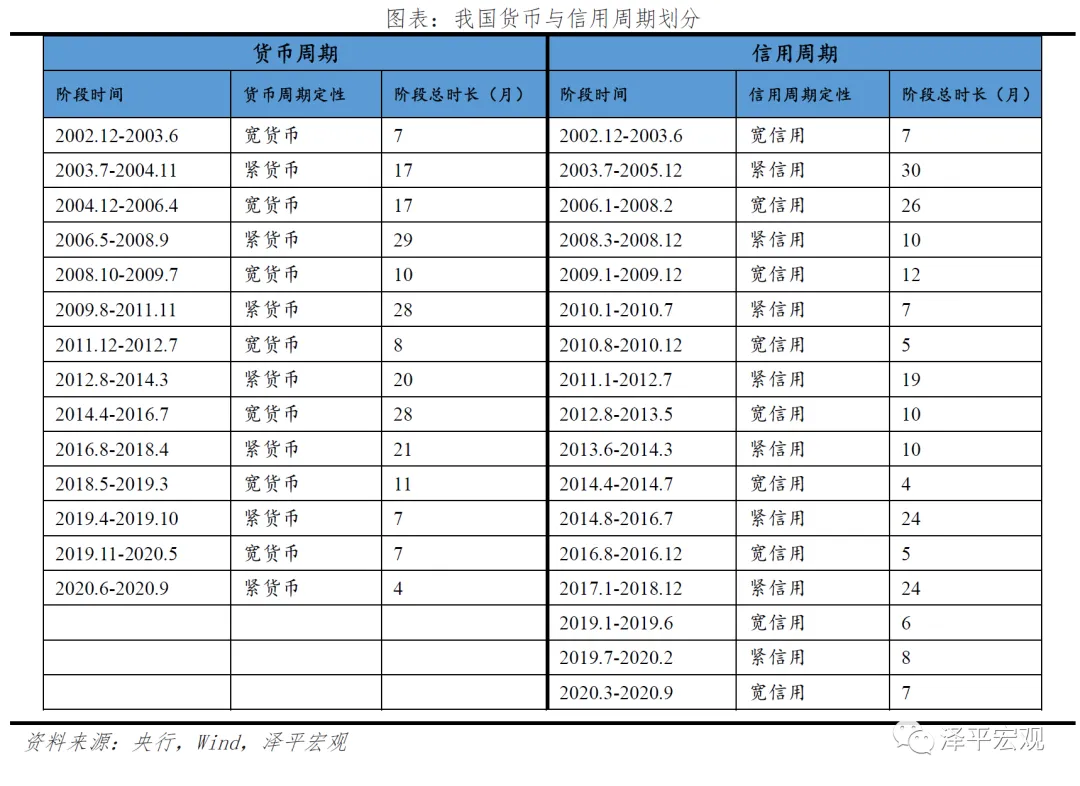 图表：我国货币与信用周期划分
货币周期 信用周期
阶段时间 货币周期定性 阶段总时长（月） 阶段时间 信用周期定性 阶段总时长（月）
2002.12-2003.6 宽货币 7 2002.12-2003.6 宽信用 7
2003.7-2004.11 紧货币 17 2003.7-2005.12 紧信用 30
2004.12-2006.4 宽货币 17 2006.1-2008.2 宽信用 26
2006.5-2008.9 紧货币 29 2008.3-2008.12 紧信用 10
2008.10-2009.7 宽货币 10 2009.1-2009.12 宽信用 12
2009.8-2011.11 紧货币 28 2010.1-2010.7 紧信用 7
2011.12-2012.7 宽货币 8 2010.8-2010.12 宽信用 5
2012.8-2014.3 紧货币 20 2011.1-2012.7 紧信用 19
2014.4-2016.7 宽货币 28 2012.8-2013.5 宽信用 10
2016.8-2018.4 紧货币 21 2013.6-2014.3 紧信用 10
2018.5-2019.3 宽货币 11 2014.4-2014.7 宽信用 4
2019.4-2019.10 紧货币 7 2014.8-2016.7 紧信用 24
2019.11-2020.5 宽货币 7 2016.8-2016.12 宽信用 5
2020.6-2020.9 紧货币 4 2017.1-2018.12 紧信用 24
2019.1-2019.6 宽信用 6
2019.7-2020.2 紧信用 8
2020.3-2020.9 宽信用 7
资料来源：央行，Wind，泽平宏观
泽平宏观